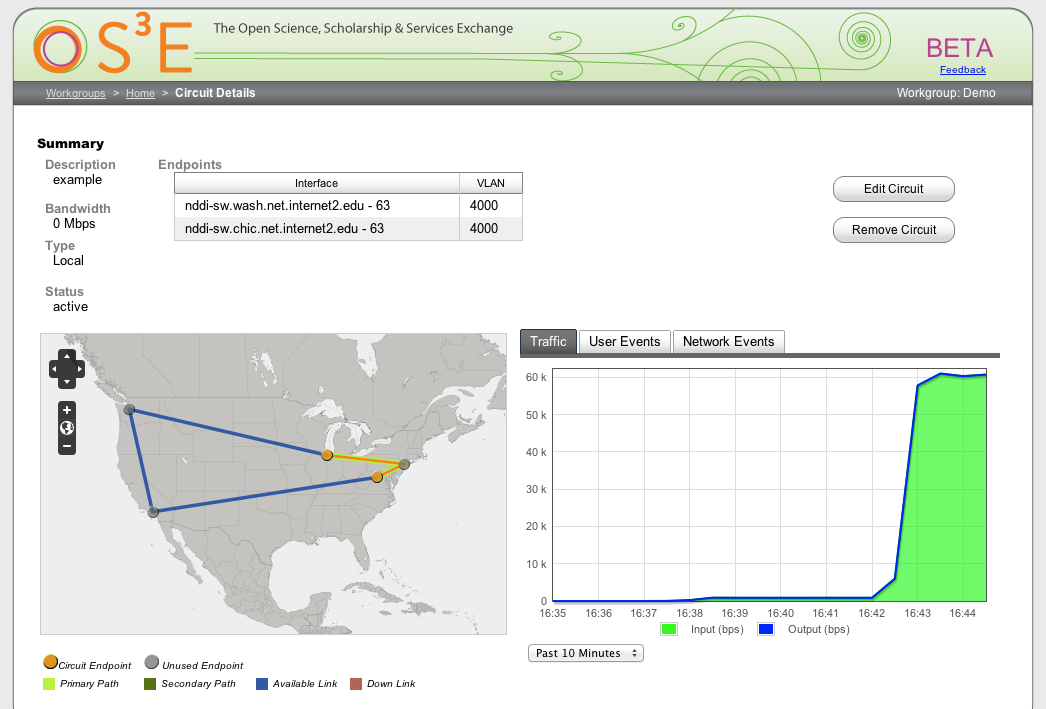 OS3E The Open Science, Scholarship & Services Exchange
BETA
Feedback
Workgroups > Home > Circuit Details Workgroup: Demo
Summary
Description
example
Bandwidth
0 Mbps
Type
Local
Status
active
Endpoints
Interface VLAN
nddi-sw.wash.net.internet2.edu - 63 4000
nddi-sw.chic.net.internet2.edu - 63 4000
Edit Circuit
Remove Circuit
+
−
Circuit Endpoint Unused Endpoint
Primary Path Secondary Path Available Link Down Link
Traffic User Events Network Events
60 k
50 k
40 k
30 k
20 k
10 k
0
16:35 16:36 16:37 16:38 16:39 16:40 16:41 16:42 16:43 16:44
Input (bps) Output (bps)
Past 10 Minutes